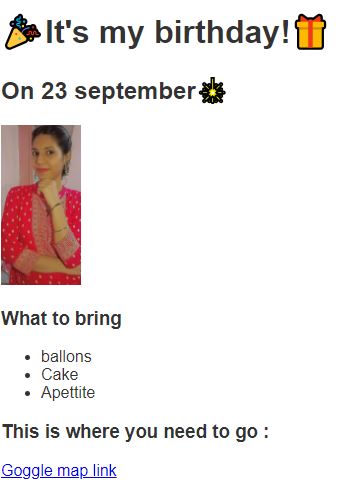 🎉It's my birthday!🎁
On 23 september🎇
What to bring
• ballons
• Cake
• Apettite
This is where you need to go :
Goggle map link